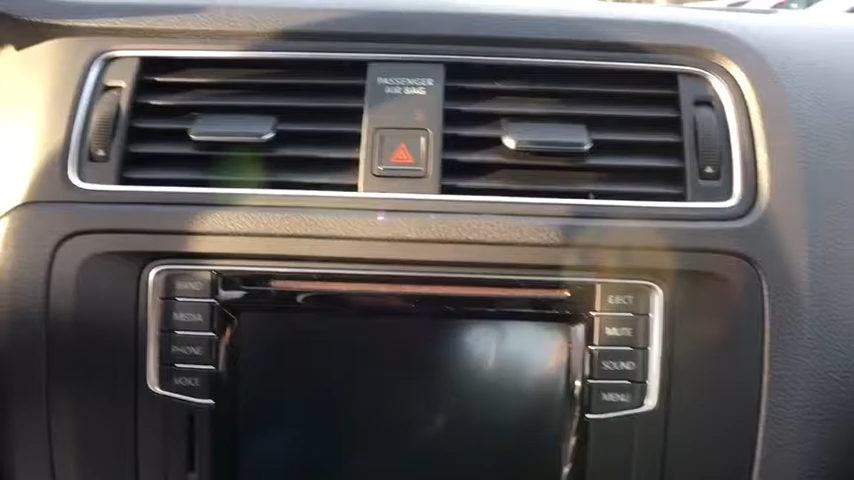 PASSENGER
AIR BAG
BAND
MEDIA
PHONE
VOICE
EJECT
MUTE
SOUND
MENU